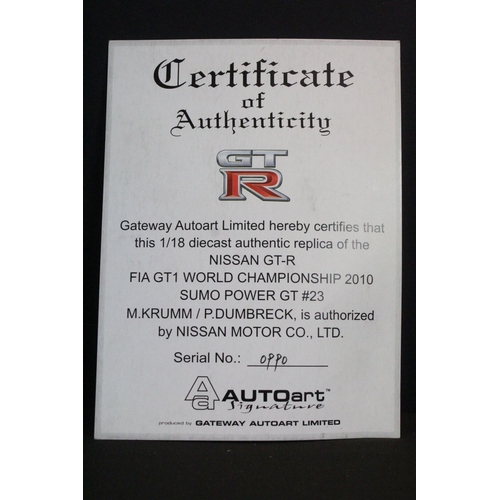 Certificate
of
Authenticity
GT
R
Gateway Autoart Limited hereby certifies that
this 1/18 diecast authentic replica of the
NISSAN GT-R
FIA GT1 WORLD CHAMPIONSHIP 2010
SUMO POWER GT #23
M.KRUMM / P.DUMBRECK, is authorized
by NISSAN MOTOR CO., LTD.
Serial No.: 0990
Aa AUTOart™
Signature
produced by GATEWAY AUTOART LIMITED